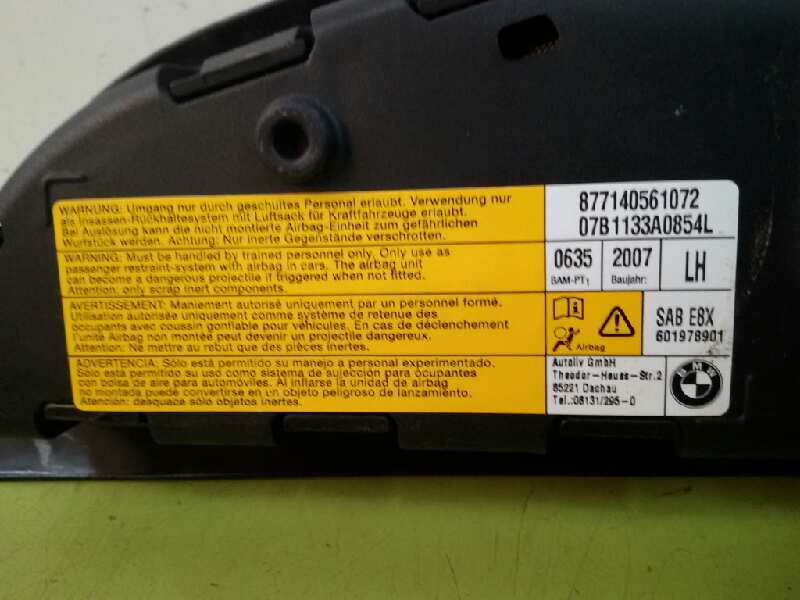 WARNUNG: Umgang nur durch geschultes Personal erlaubt. Verwendung nur
als Insassen-Rückhaltesystem mit Luftsack für Kraftfahrzeuge erlaubt.
Bei Auslösung kann die nicht montierte Airbag-Einheit zum gefährlichen
Wurfstück werden. Achtung: Nur inerte Gegenstände verschrotten.
WARNING: Must be handled by trained personnel only. Only use as
passenger restraint-system with airbag in cars. The airbag unit
can become a dangerous projectile if triggered when not fitted.
Attention: only scrap inert components.
AVERTISSEMENT: Maniement autorisé uniquement par un personnel formé.
Utilisation autorisée uniquement comme système de retenue des
occupants avec coussin gonflable pour véhicules. En cas de déclenchement
l'unité Airbag non montée peut devenir un projectile dangereux.
Attention: Ne mettre au rebut que des pièces inertes.
ADVERTENCIA: Sólo está permitido su manejo a personal experimentado.
Está permitido su uso como sistema de sujección para ocupantes
con bolsa de aire para automóviles. Al inflarse la unidad de airbag
no montada puede convertirse en un objeto peligroso de lanzamiento.
Atención: desguace sólo objetos inertes.
877140561072
07B1133A0854L
0635
BAM-PT1
2007
Baujahr:
LH
Airbag
SAB E8X
601978901
Autoliv GmbH
Theodor-Heuss-Str.2
85221 Dachau
Tel.:08131/295-0
BMW